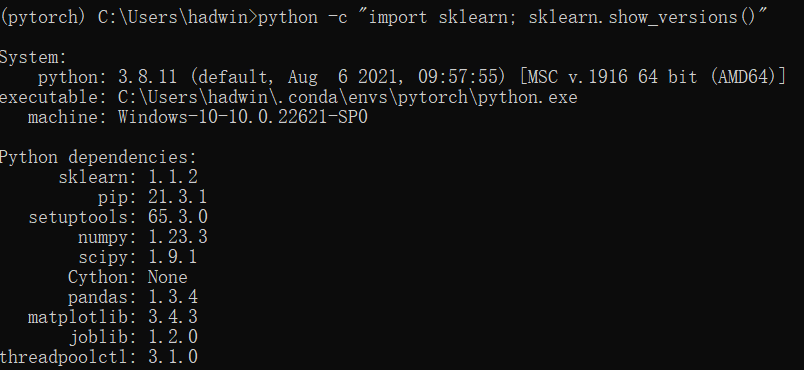 (pytorch) C:\Users\hadwin>python -c "import sklearn; sklearn.show_versions()"
System:
python: 3.8.11 (default, Aug  6 2021, 09:57:55) [MSC v.1916 64 bit (AMD64)]
executable: C:\Users\hadwin\.conda\envs\pytorch\python.exe
machine: Windows-10-10.0.22621-SP0
Python dependencies:
sklearn: 1.1.2
pip: 21.3.1
setuptools: 65.3.0
numpy: 1.23.3
scipy: 1.9.1
Cython: None
pandas: 1.3.4
matplotlib: 3.4.3
joblib: 1.2.0
threadpoolctl: 3.1.0